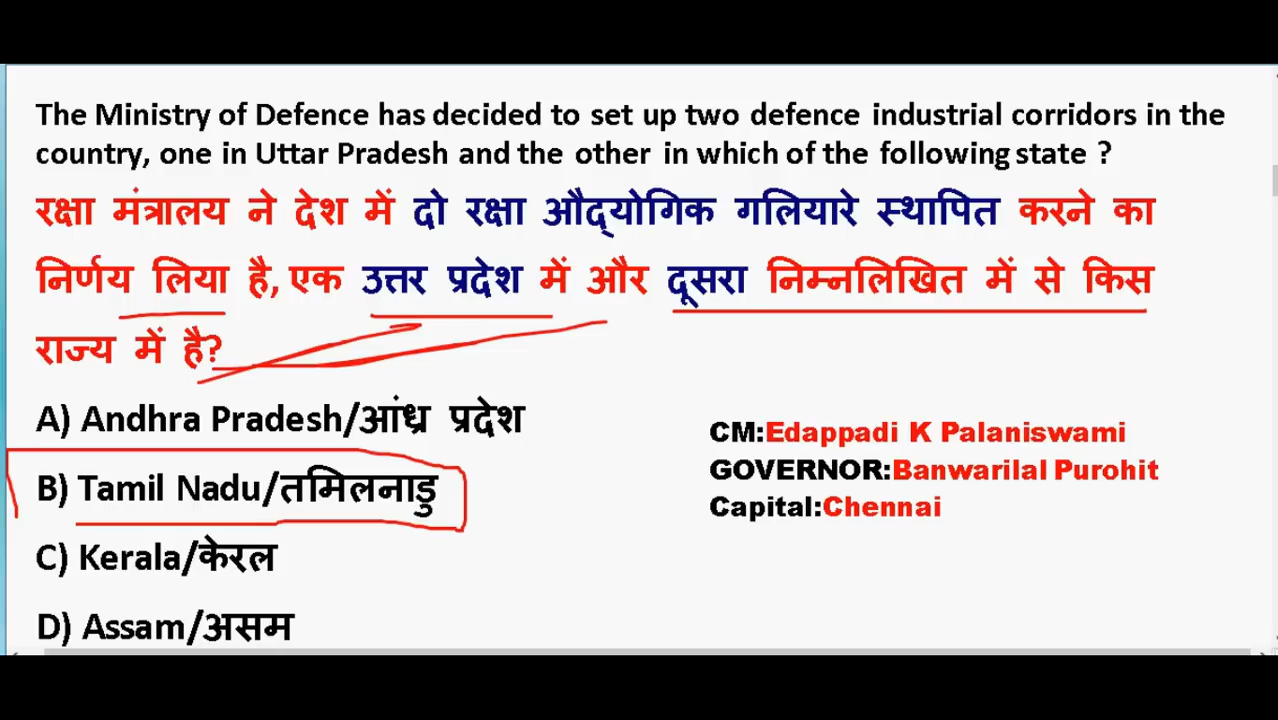 The Ministry of Defence has decided to set up two defence industrial corridors in the
country, one in Uttar Pradesh and the other in which of the following state ?
रक्षा मंत्रालय ने देश में दो रक्षा औद्योगिक गलियारे स्थापित करने का
निर्णय लिया है, एक उत्तर प्रदेश में और दूसरा निम्नलिखित में से किस
राज्य में है?
A) Andhra Pradesh/आंध्र प्रदेश
B) Tamil Nadu/तमिलनाडु
C) Kerala/केरल
D) Assam/असम
CM:Edappadi K Palaniswami
GOVERNOR:Banwarilal Purohit
Capital:Chennai